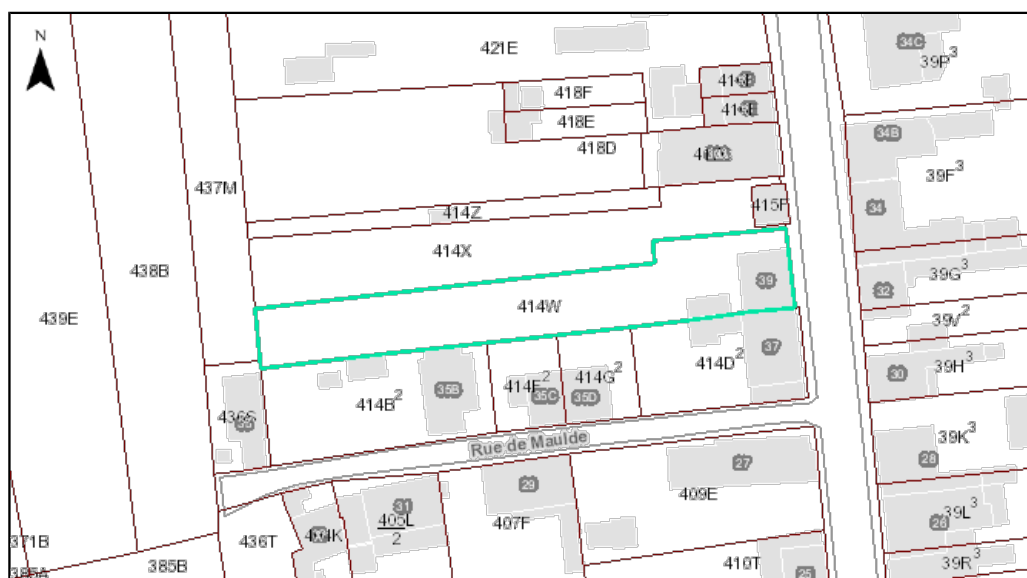 N
421E
34C
39P³
418F
418E
418D
34B
437M
39F³
415F
34
414Z
414X
438B
39G³
39
32
414W
439E
39V²
37
39H³
30
414D²
414G²
414F²
35B
35C
35D
414B²
436S
39K³
Rue de Maulde
28
27
29
409E
31
39L³
405L
2
407F
26
436T
371B
385B
385A
410T
39R³
25